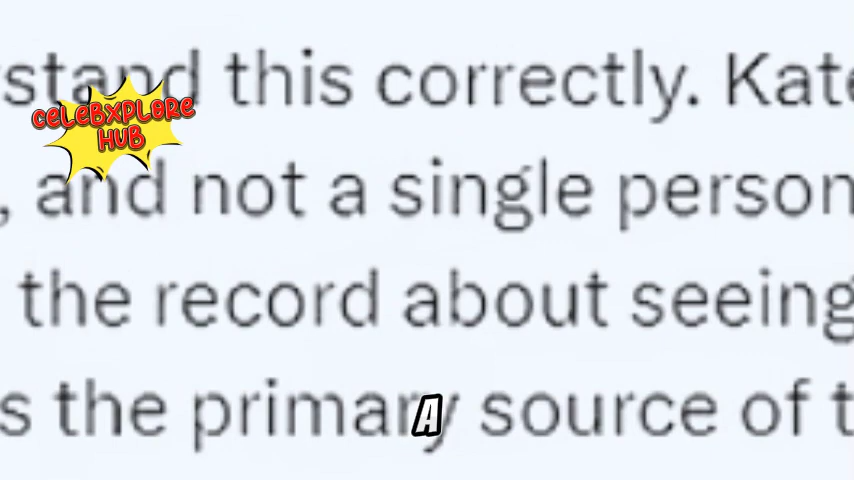 stand this correctly. Kate
CELEBXPLORE
HUB
, and not a single person
the record about seeing
s the primary source of t
A